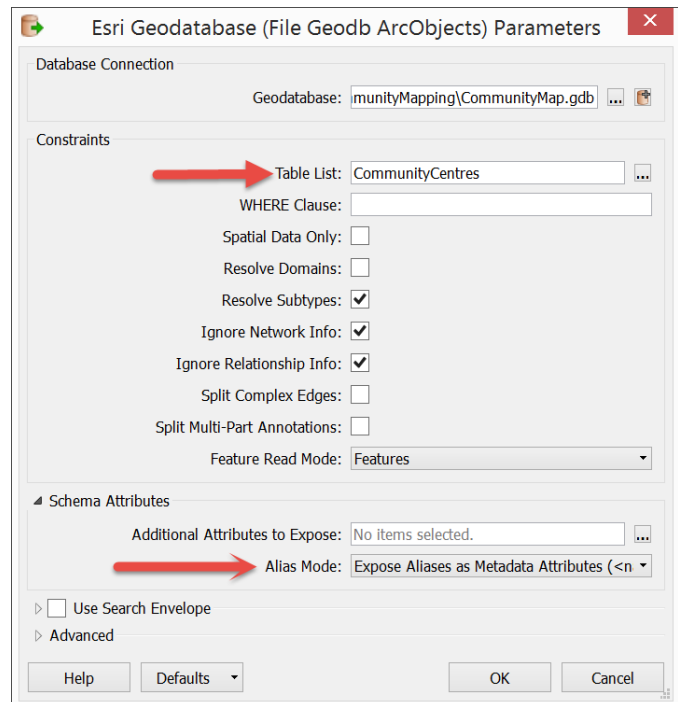 Esri Geodatabase (File Geodb ArcObjects) Parameters
Database Connection
Geodatabase: munityMapping\CommunityMap.gdb ...
Constraints
Table List: CommunityCentres ...
WHERE Clause:
Spatial Data Only:
Resolve Domains:
Resolve Subtypes:
Ignore Network Info:
Ignore Relationship Info:
Split Complex Edges:
Split Multi-Part Annotations:
Feature Read Mode: Features
Schema Attributes
Additional Attributes to Expose: No items selected. ...
Alias Mode: Expose Aliases as Metadata Attributes (<n
Use Search Envelope
Advanced
Help Defaults OK Cancel